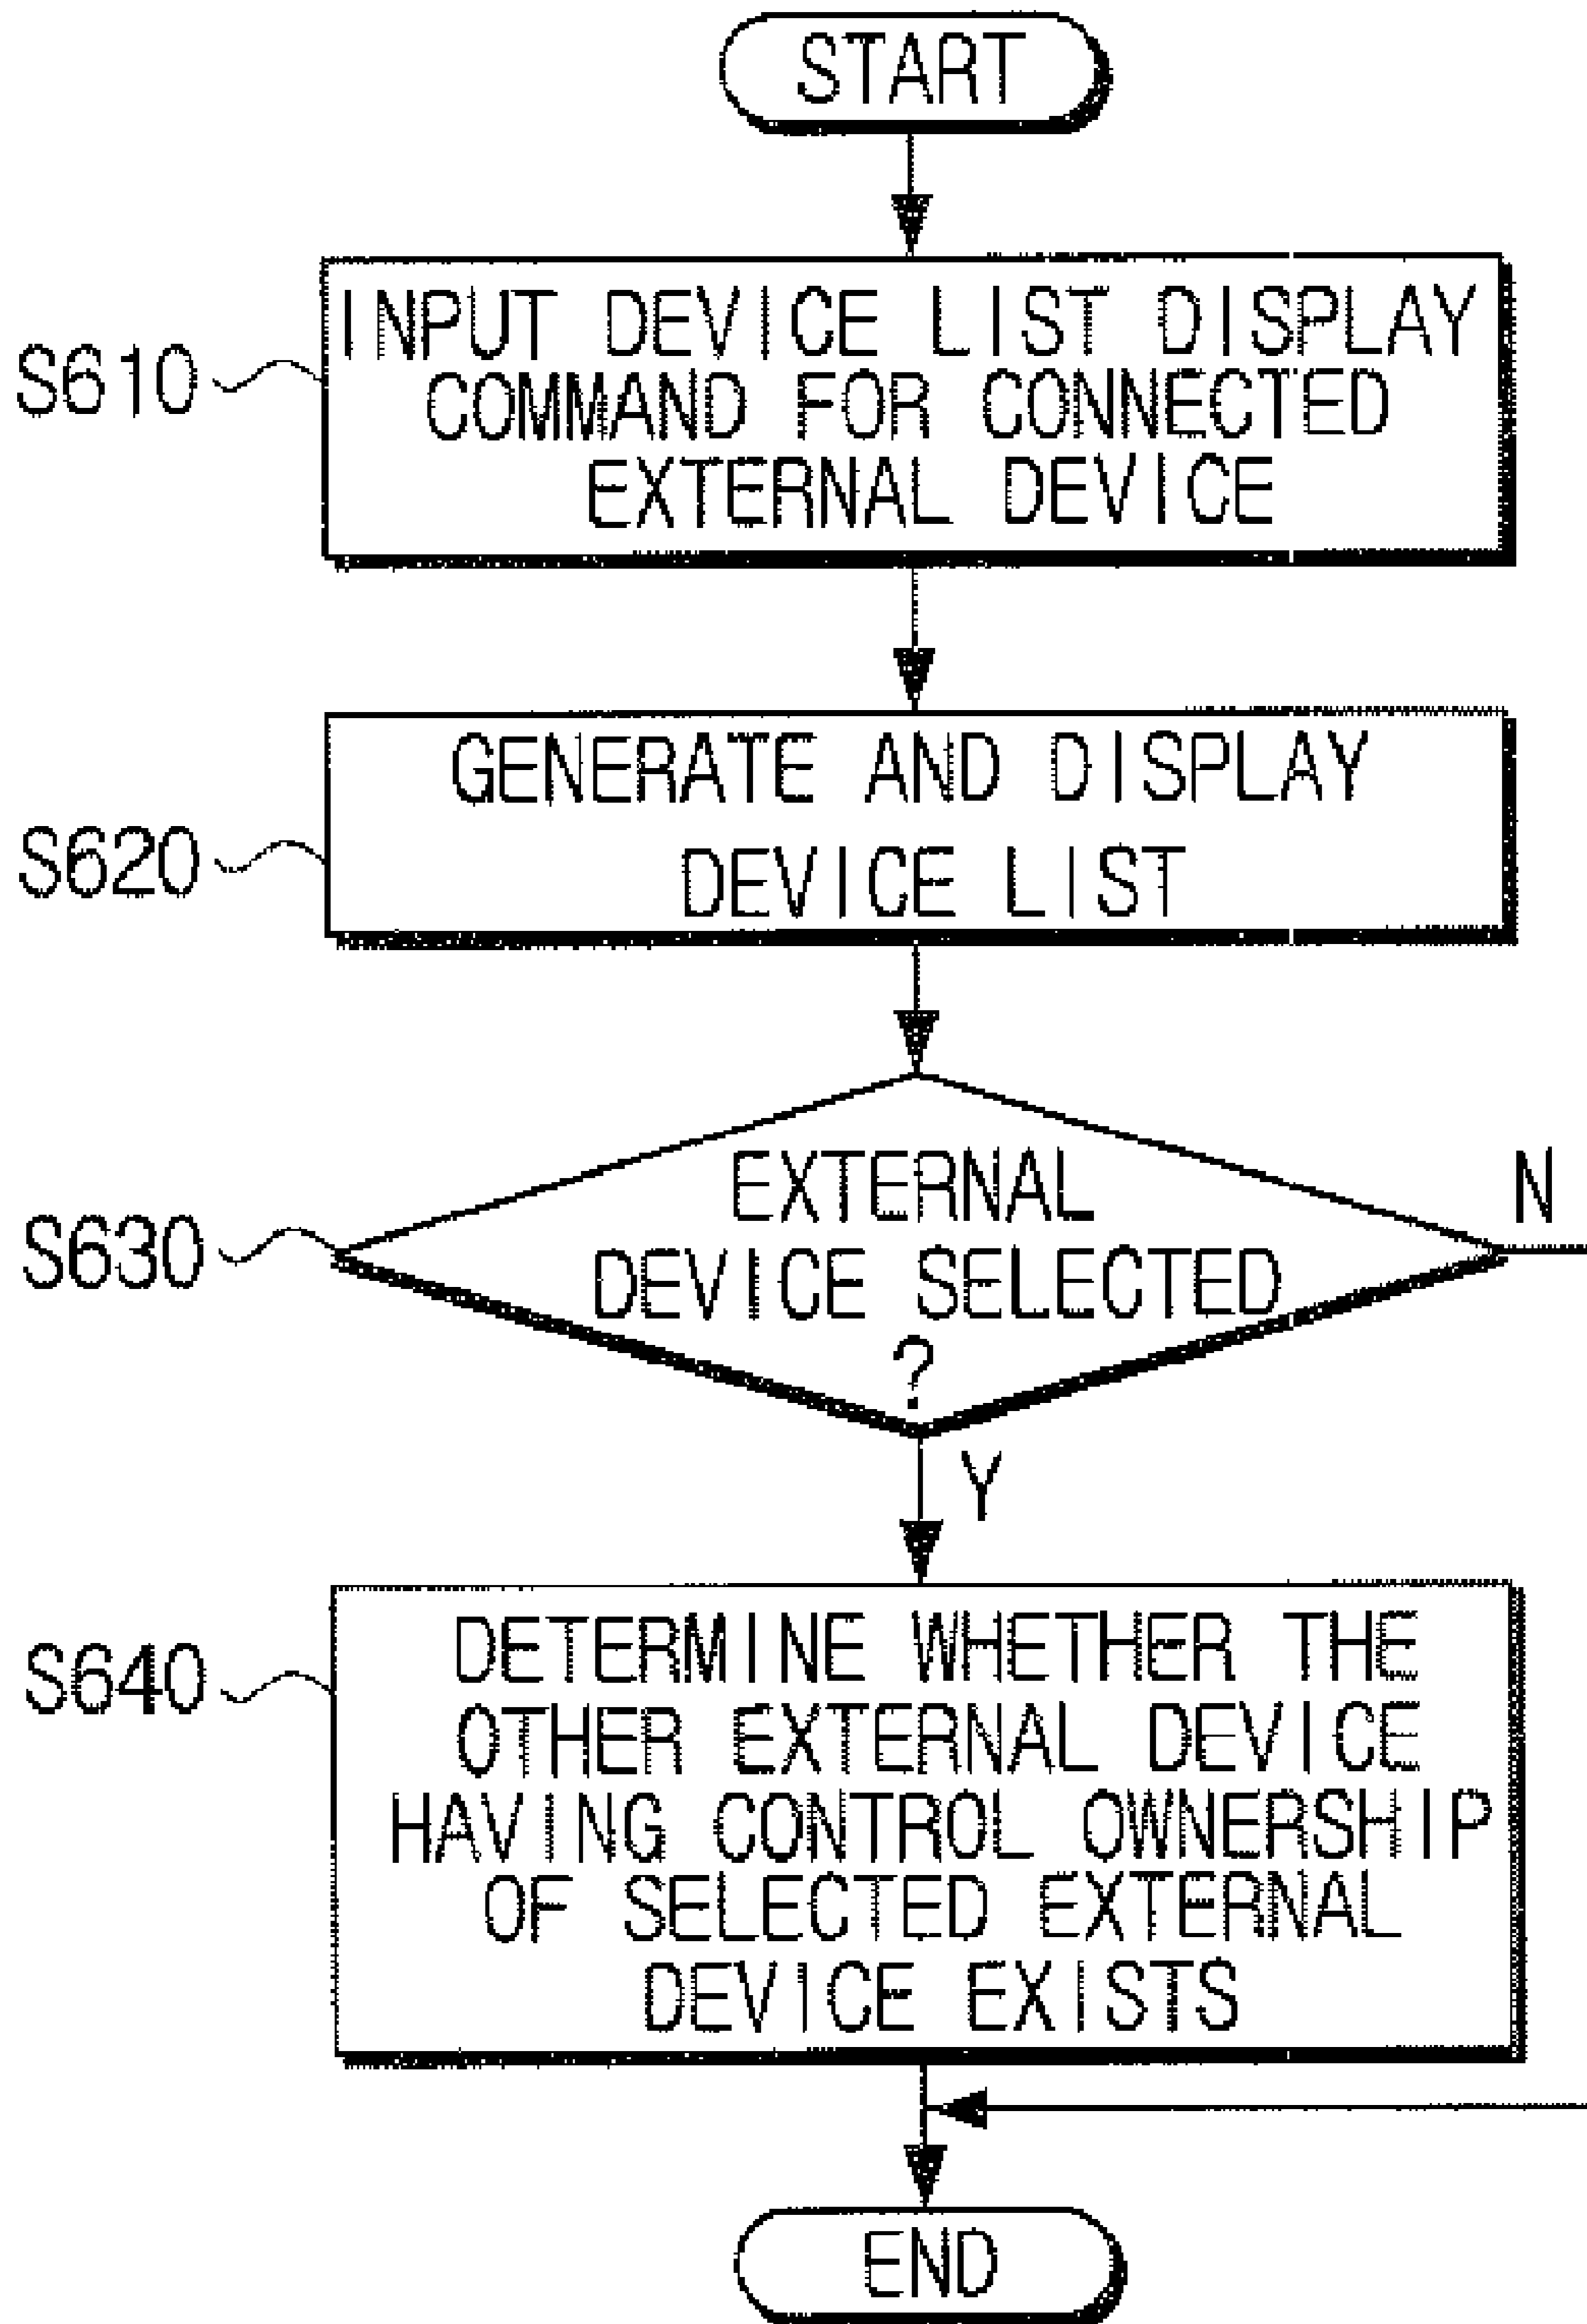 START
S610
INPUT DEVICE LIST DISPLAY
COMMAND FOR CONNECTED
EXTERNAL DEVICE
S620
GENERATE AND DISPLAY
DEVICE LIST
S630
EXTERNAL
DEVICE SELECTED
?
N
Y
S640
DETERMINE WHETHER THE
OTHER EXTERNAL DEVICE
HAVING CONTROL OWNERSHIP
OF SELECTED EXTERNAL
DEVICE EXISTS
END